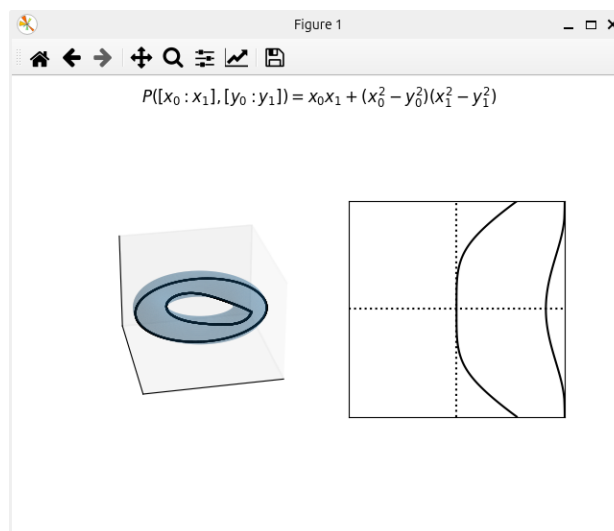 Figure 1
P([x₀ : x₁], [y₀ : y₁]) = x₀x₁ + (x₀² − y₀²)(x₁² − y₁²)